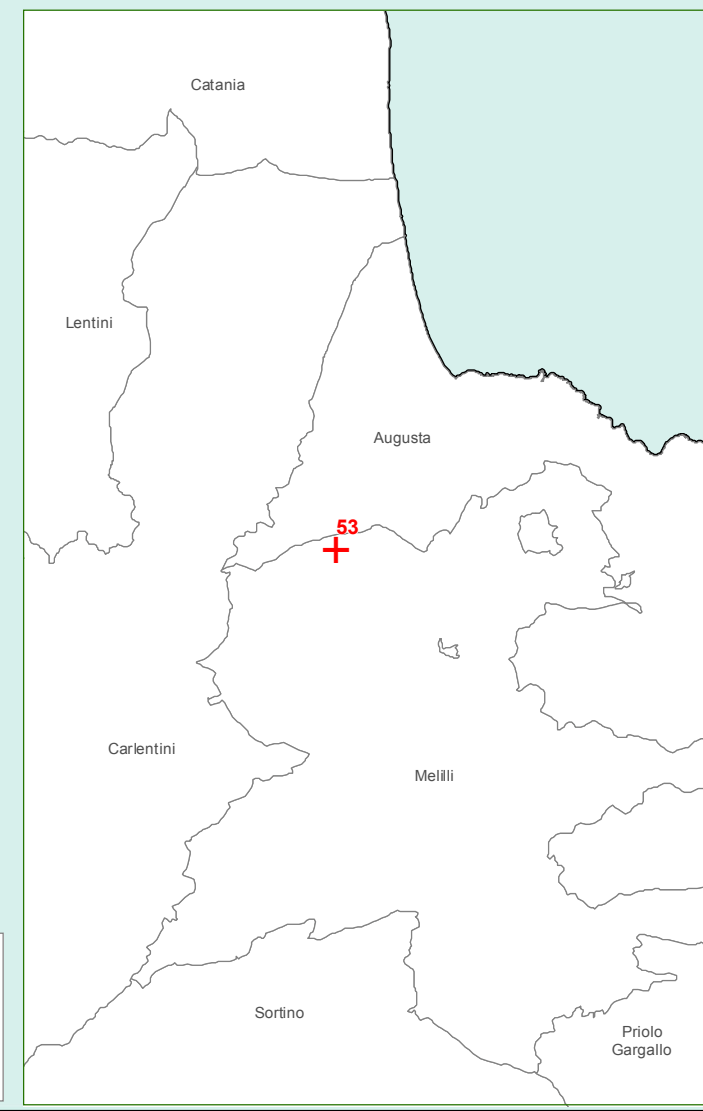 Catania
Lentini
Augusta
53
Carlentini
Melilli
Sortino
Priolo
Gargallo